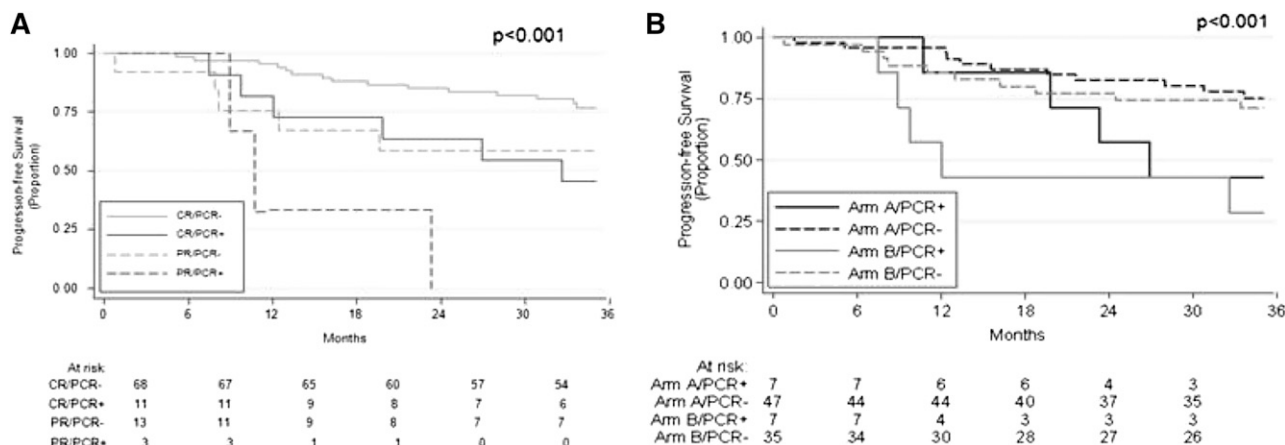 A
p<0.001
Progression-free Survival
(Proportion)
1 00
0.75
0 50
0.25
0 00
CR/PCR-
CR/PCR+
PR/PCR-
PR/PCR+
0 6 12 18 24 30 36
Months
At risk:
CR/PCR- 68 67 65 60 57 54
CR/PCR+ 11 11 9 8 7 6
PR/PCR- 13 11 9 8 7 7
PR/PCR+ 3 3 1 1 0 0
B
p<0.001
Progression-free Survival
(Proportion)
1 00
0.75
0 50
0.25
0 00
Arm A/PCR+
Arm A/PCR-
Arm B/PCR+
Arm B/PCR-
0 6 12 18 24 30 36
Months
At risk:
Arm A/PCR+ 7 7 6 6 4 3
Arm A/PCR- 47 44 44 40 37 35
Arm B/PCR+ 7 7 4 3 3 3
Arm B/PCR- 35 34 30 28 27 26